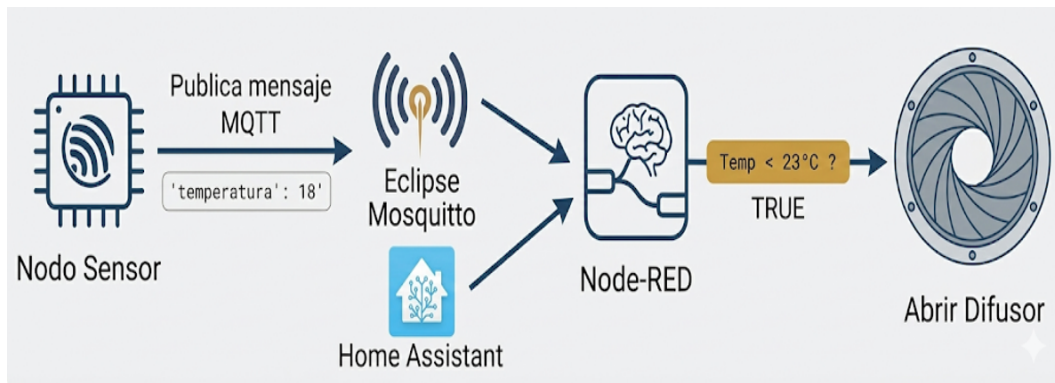 Publica mensaje
MQTT
'temperatura': 18'
Nodo Sensor
Eclipse
Mosquitto
Home Assistant
Node-RED
Temp < 23°C ?
TRUE
Abrir Difusor